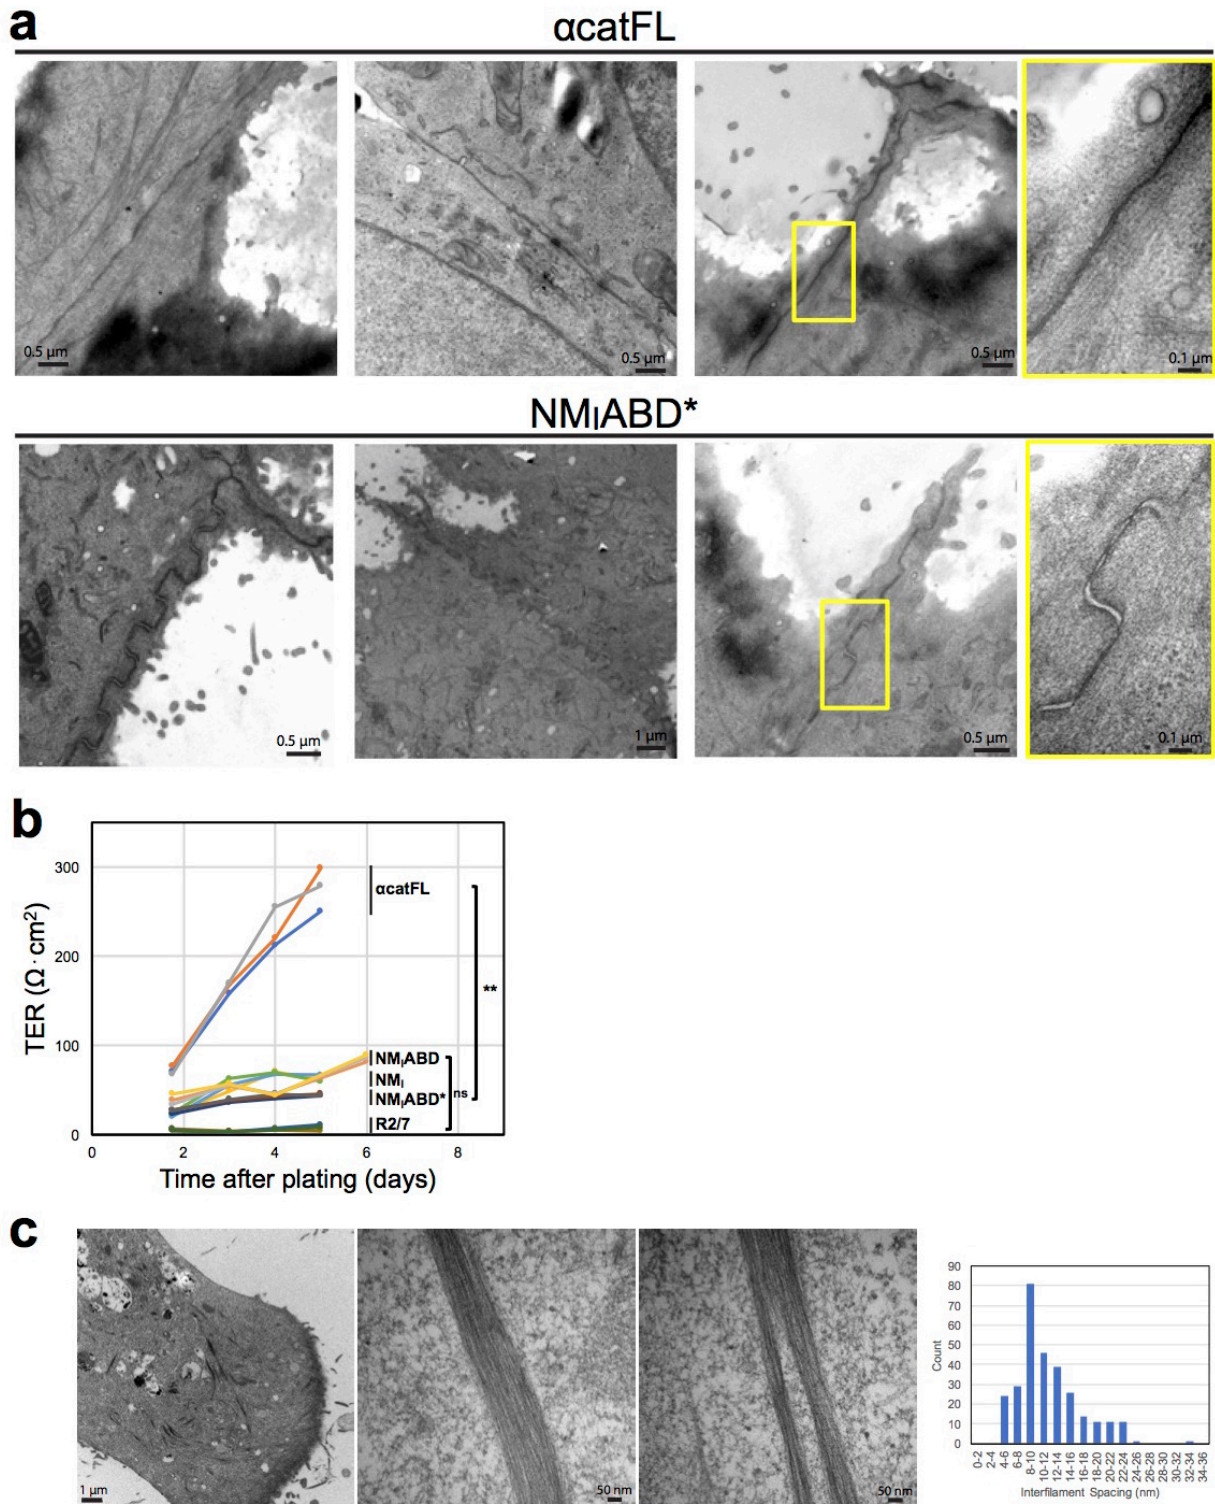 a
αcatFL
0.5 μm
0.5 μm
0.5 μm
0.1 μm
NMIABD*
0.5 μm
1 μm
0.5 μm
0.1 μm
b
TER (Ω·cm²)
300
200
100
0
0 2 4 6 8
Time after plating (days)
αcatFL
**
NMIABD
NMI
NMIABD*
ns
R2/7
c
1 μm
50 nm
50 nm
Count
90
80
70
60
50
40
30
20
10
0
0-2 2-4 4-6 6-8 8-10 10-12 12-14 14-16 16-18 18-20 20-22 22-24 24-26 26-28 28-30 30-32 32-34 34-36
Interfilament Spacing (nm)